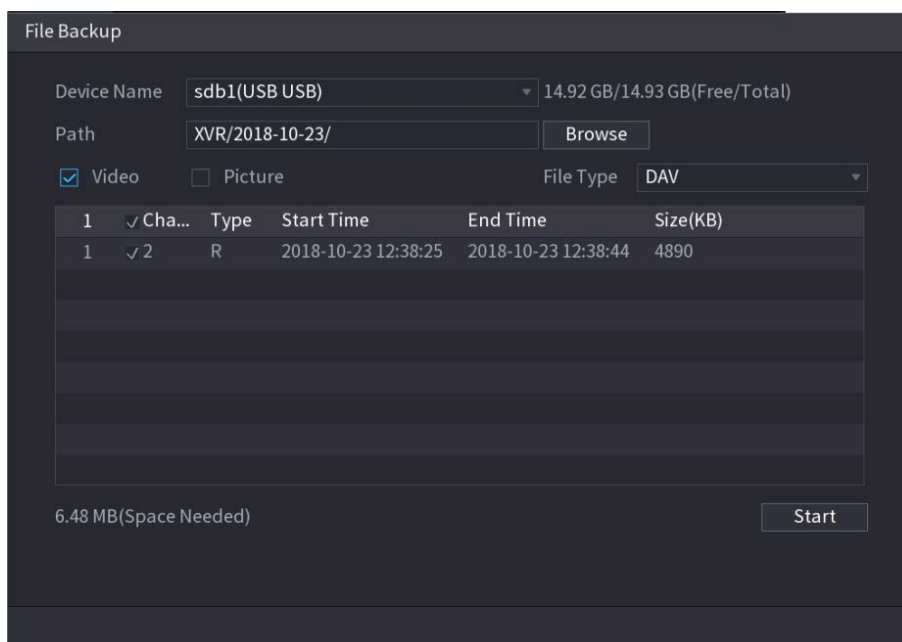 File Backup
Device Name sdb1(USB USB) 14.92 GB/14.93 GB(Free/Total)
Path XVR/2018-10-23/ Browse
Video Picture File Type DAV
1 Cha... Type Start Time End Time Size(KB)
1 2 R 2018-10-23 12:38:25 2018-10-23 12:38:44 4890
6.48 MB(Space Needed) Start